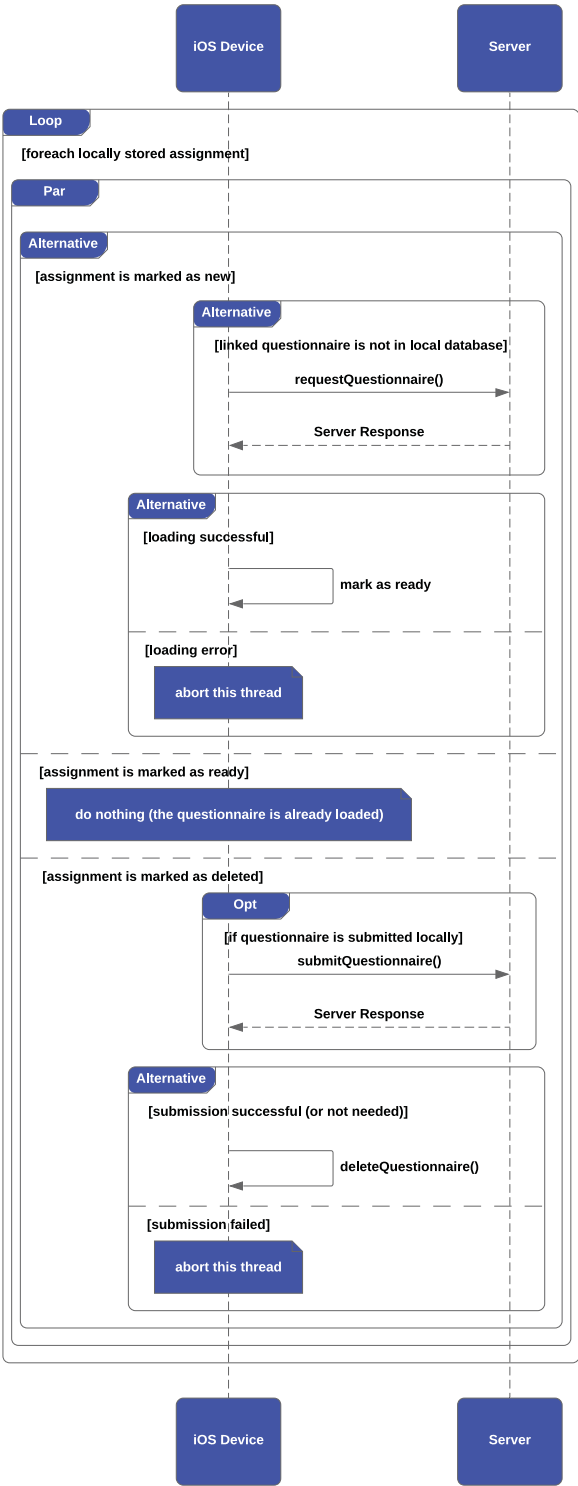 iOS Device
Server
Loop
[foreach locally stored assignment]
Par
Alternative
[assignment is marked as new]
Alternative
[linked questionnaire is not in local database]
requestQuestionnaire()
Server Response
Alternative
[loading successful]
mark as ready
[loading error]
abort this thread
[assignment is marked as ready]
do nothing (the questionnaire is already loaded)
[assignment is marked as deleted]
Opt
[if questionnaire is submitted locally]
submitQuestionnaire()
Server Response
Alternative
[submission successful (or not needed)]
deleteQuestionnaire()
[submission failed]
abort this thread
iOS Device
Server